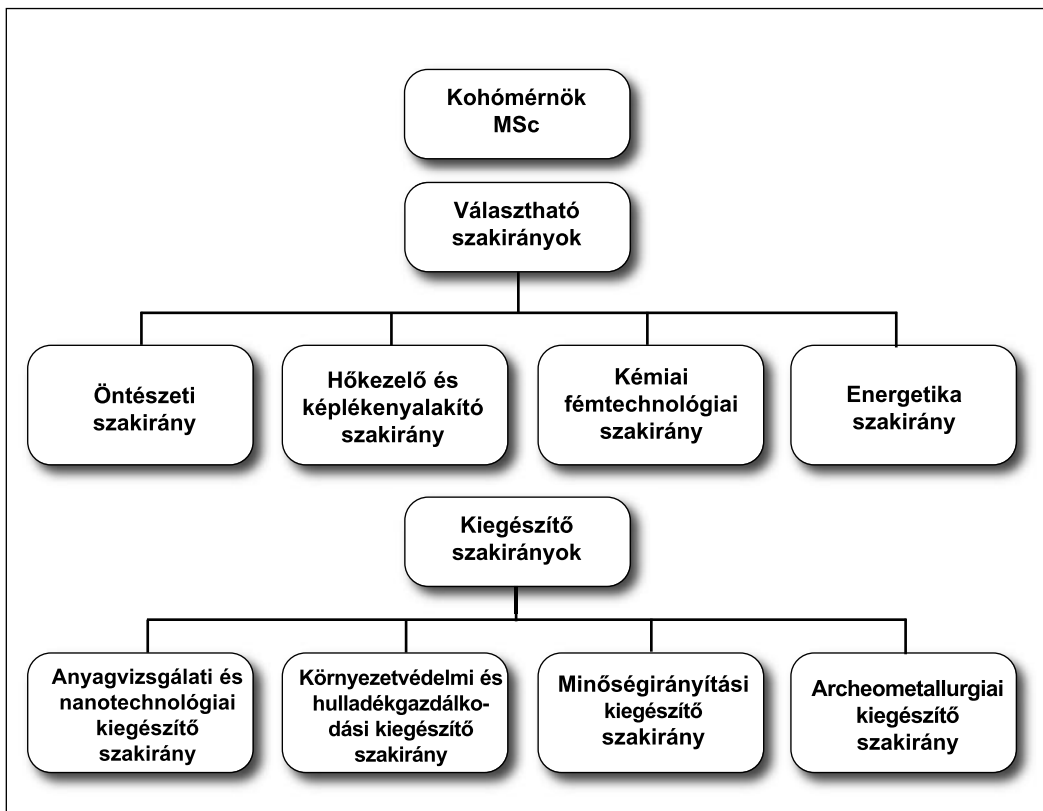 Kohómérnök
MSc
Választható
szakirányok
Öntészeti
szakirány
Hőkezelő és
képlékenyalakító
szakirány
Kémiai
fémtechnológiai
szakirány
Energetika
szakirány
Kiegészítő
szakirányok
Anyagvizsgálati és
nanotechnológiai
kiegészítő
szakirány
Környezetvédelmi és
hulladékgazdálko-
dási kiegészítő
szakirány
Minőségirányítási
kiegészítő
szakirány
Archeometallurgiai
kiegészítő
szakirány